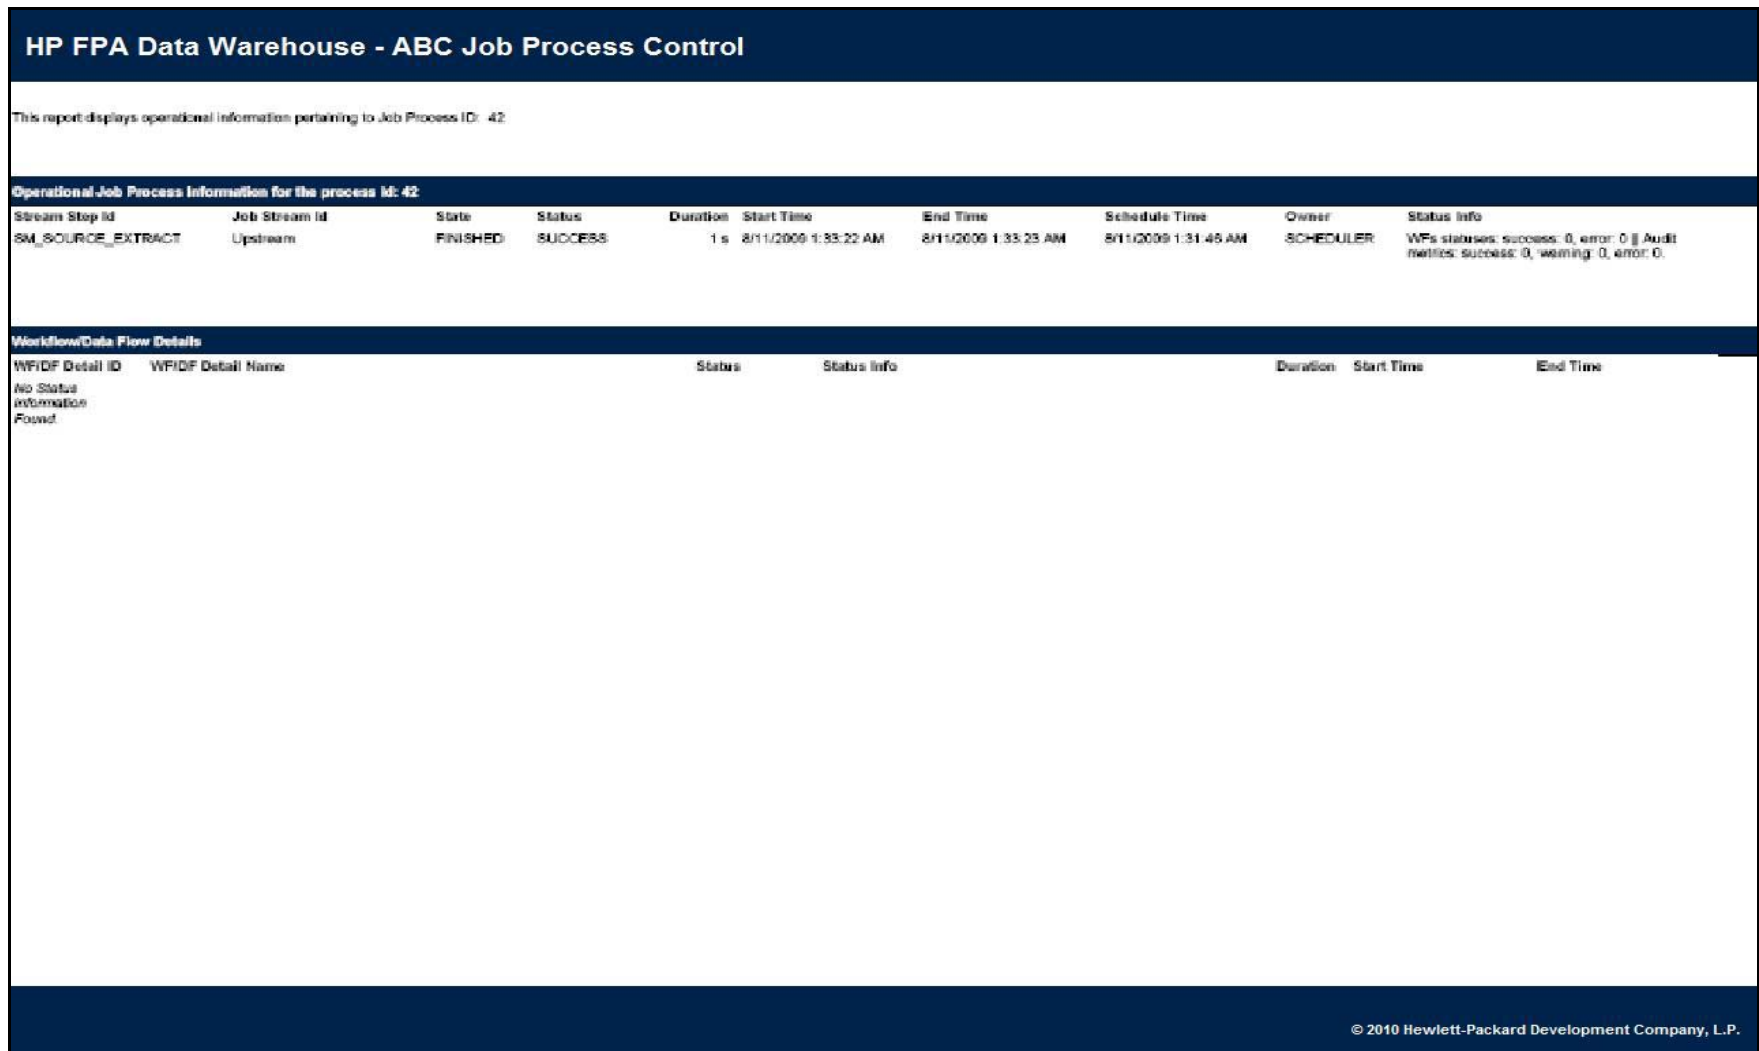 HP FPA Data Warehouse - ABC Job Process Control
This report displays operational information pertaining to Job Process ID: 42
Operational Job Process Information for the process id: 42
Stream Step Id Job Stream Id State Status Duration Start Time End Time Schedule Time Owner Status Info
SM_SOURCE_EXTRACT Upstream FINISHED SUCCESS 1 s 8/11/2009 1:33:22 AM 8/11/2009 1:33:23 AM 8/11/2009 1:31:46 AM SCHEDULER WFs statuses: success: 0, error: 0 || Audit
metrics: success: 0, warning: 0, error: 0.
Workflow/Data Flow Details
WF/DF Detail ID WF/DF Detail Name Status Status Info Duration Start Time End Time
No Status
Information
Found
© 2010 Hewlett-Packard Development Company, L.P.